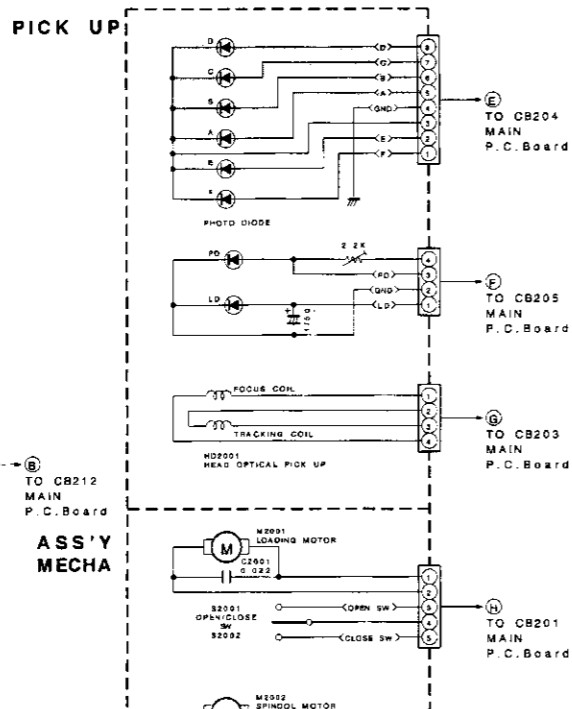 PICK UP
D
<D>
8
C
<C>
7
B
<B>
6
A
<A>
5
<GND>
4
3
E
<E>
2
F
<F>
1
PHOTO DIODE
E
TO CB204
MAIN
P.C.Board
PD
2.2K
4
<PD>
3
<GND>
2
LD
<LD>
1
F
TO CB205
MAIN
P.C.Board
FOCUS COIL
1
2
3
TRACKING COIL
4
HD2001
HEAD OPTICAL PICK UP
G
TO CB203
MAIN
P.C.Board
B
TO CB212
MAIN
P.C.Board
ASS'Y
MECHA
M2001
LOADING MOTOR
M
C2001
0.022
1
2
S2001
OPEN/CLOSE
SW
S2002
<OPEN SW>
3
4
<CLOSE SW>
5
H
TO CB201
MAIN
P.C.Board
M2002
SPINDOL MOTOR